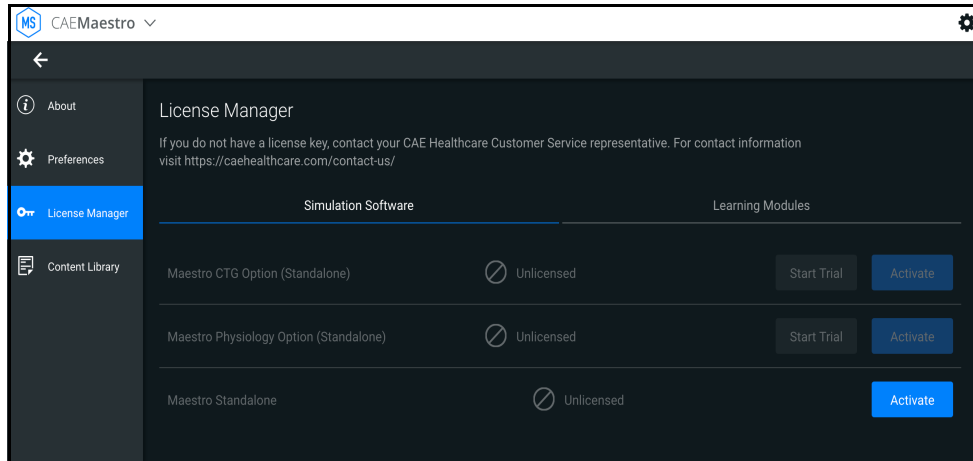 MS CAEMaestro
About
Preferences
License Manager
Content Library
License Manager
If you do not have a license key, contact your CAE Healthcare Customer Service representative. For contact information
visit https://caehealthcare.com/contact-us/
Simulation Software Learning Modules
Maestro CTG Option (Standalone) Unlicensed Start Trial Activate
Maestro Physiology Option (Standalone) Unlicensed Start Trial Activate
Maestro Standalone Unlicensed Activate